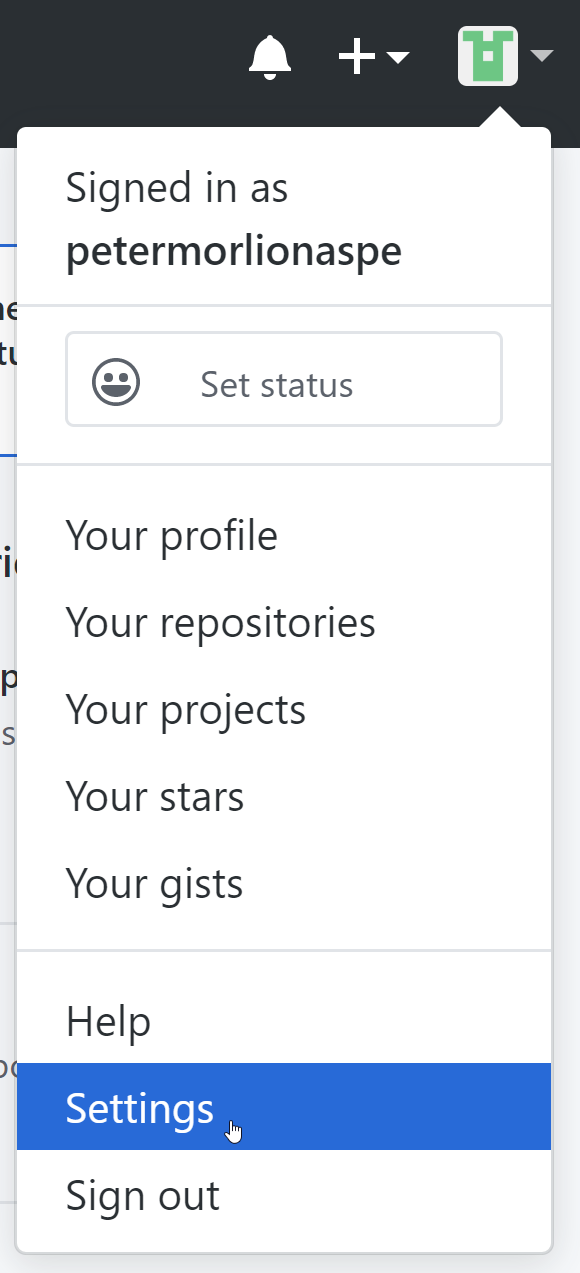 Signed in as
petermorlionaspe
Set status
Your profile
Your repositories
Your projects
Your stars
Your gists
Help
Settings
Sign out